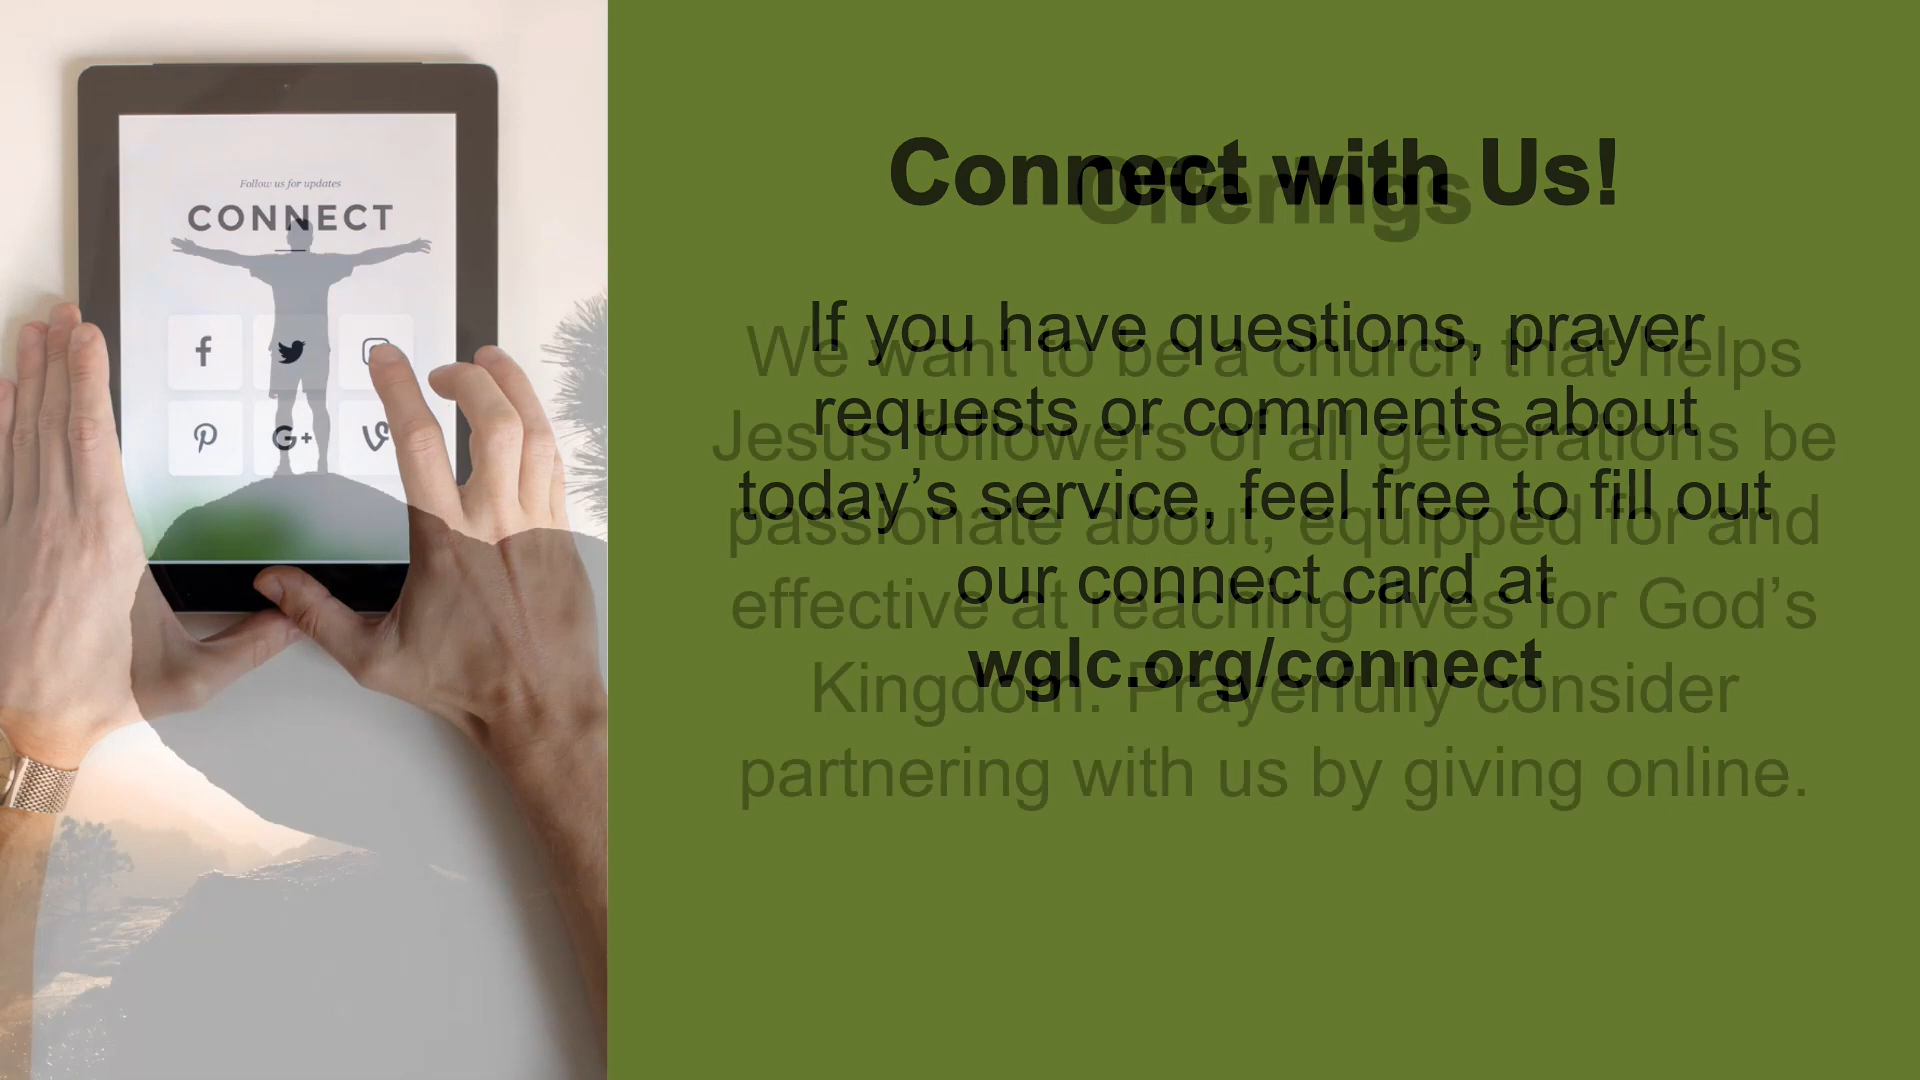 Follow us for updates
CONNECT
G+
Connect with Us!
If you have questions, prayer
requests or comments about
today’s service, feel free to fill out
our connect card at
wglc.org/connect
Offerings
We want to be a church that helps
Jesus followers of all generations be
passionate about, equipped for and
effective at reaching lives for God’s
Kingdom. Prayerfully consider
partnering with us by giving online.